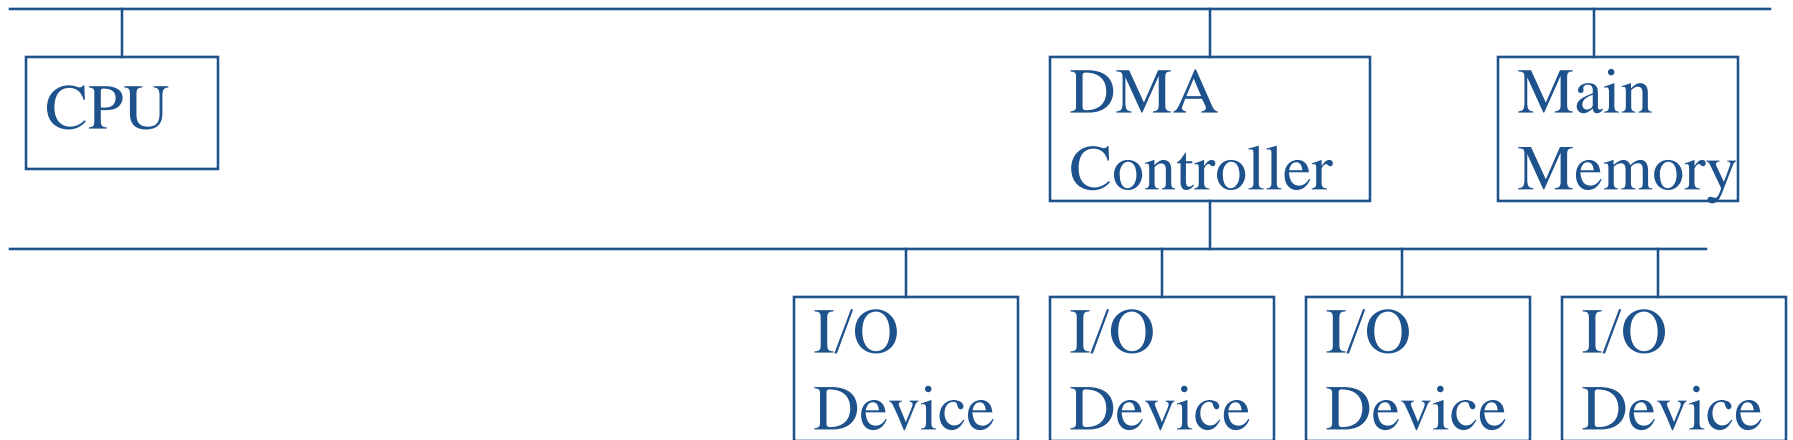 CPU
DMA
Controller
Main
Memory
I/O
Device
I/O
Device
I/O
Device
I/O
Device